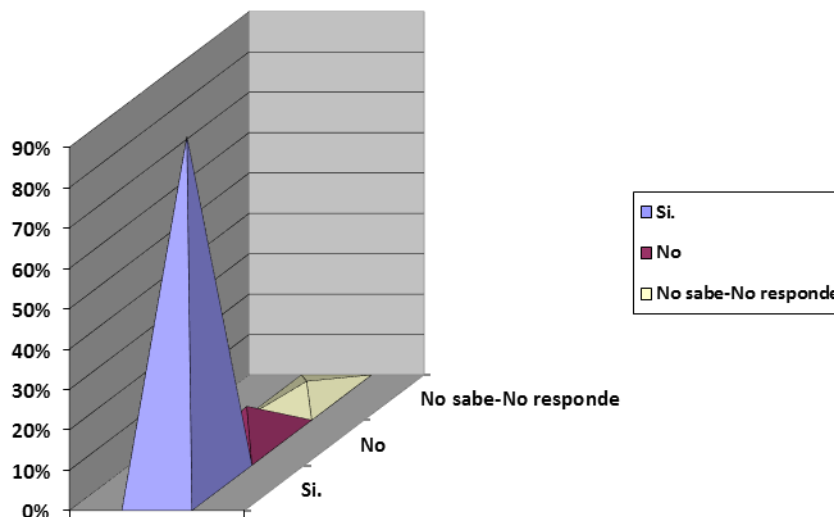 90%
80%
70%
60%
50%
40%
30%
20%
10%
0%
No sabe-No responde
No
Si.
Si.
No
No sabe-No responde